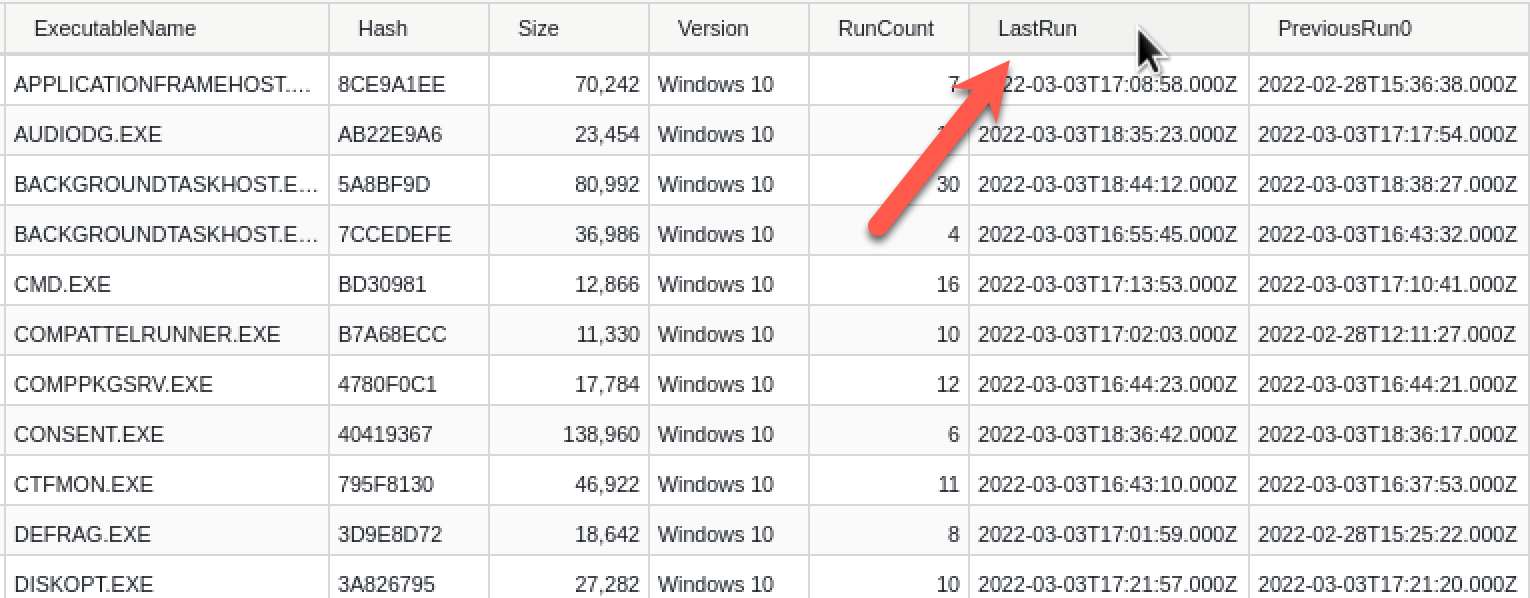 ExecutableName Hash Size Version RunCount LastRun PreviousRun0
APPLICATIONFRAMEHOST.... 8CE9A1EE 70,242 Windows 10 7 22-03-03T17:08:58.000Z 2022-02-28T15:36:38.000Z
AUDIODG.EXE AB22E9A6 23,454 Windows 10 2022-03-03T18:35:23.000Z 2022-03-03T17:17:54.000Z
BACKGROUNDTASKHOST.E... 5A8BF9D 80,992 Windows 10 30 2022-03-03T18:44:12.000Z 2022-03-03T18:38:27.000Z
BACKGROUNDTASKHOST.E... 7CCEDEFE 36,986 Windows 10 4 2022-03-03T16:55:45.000Z 2022-03-03T16:43:32.000Z
CMD.EXE BD30981 12,866 Windows 10 16 2022-03-03T17:13:53.000Z 2022-03-03T17:10:41.000Z
COMPATTELRUNNER.EXE B7A68ECC 11,330 Windows 10 10 2022-03-03T17:02:03.000Z 2022-02-28T12:11:27.000Z
COMPPKGSRV.EXE 4780F0C1 17,784 Windows 10 12 2022-03-03T16:44:23.000Z 2022-03-03T16:44:21.000Z
CONSENT.EXE 40419367 138,960 Windows 10 6 2022-03-03T18:36:42.000Z 2022-03-03T18:36:17.000Z
CTFMON.EXE 795F8130 46,922 Windows 10 11 2022-03-03T16:43:10.000Z 2022-03-03T16:37:53.000Z
DEFRAG.EXE 3D9E8D72 18,642 Windows 10 8 2022-03-03T17:01:59.000Z 2022-02-28T15:25:22.000Z
DISKOPT.EXE 3A826795 27,282 Windows 10 10 2022-03-03T17:21:57.000Z 2022-03-03T17:21:20.000Z